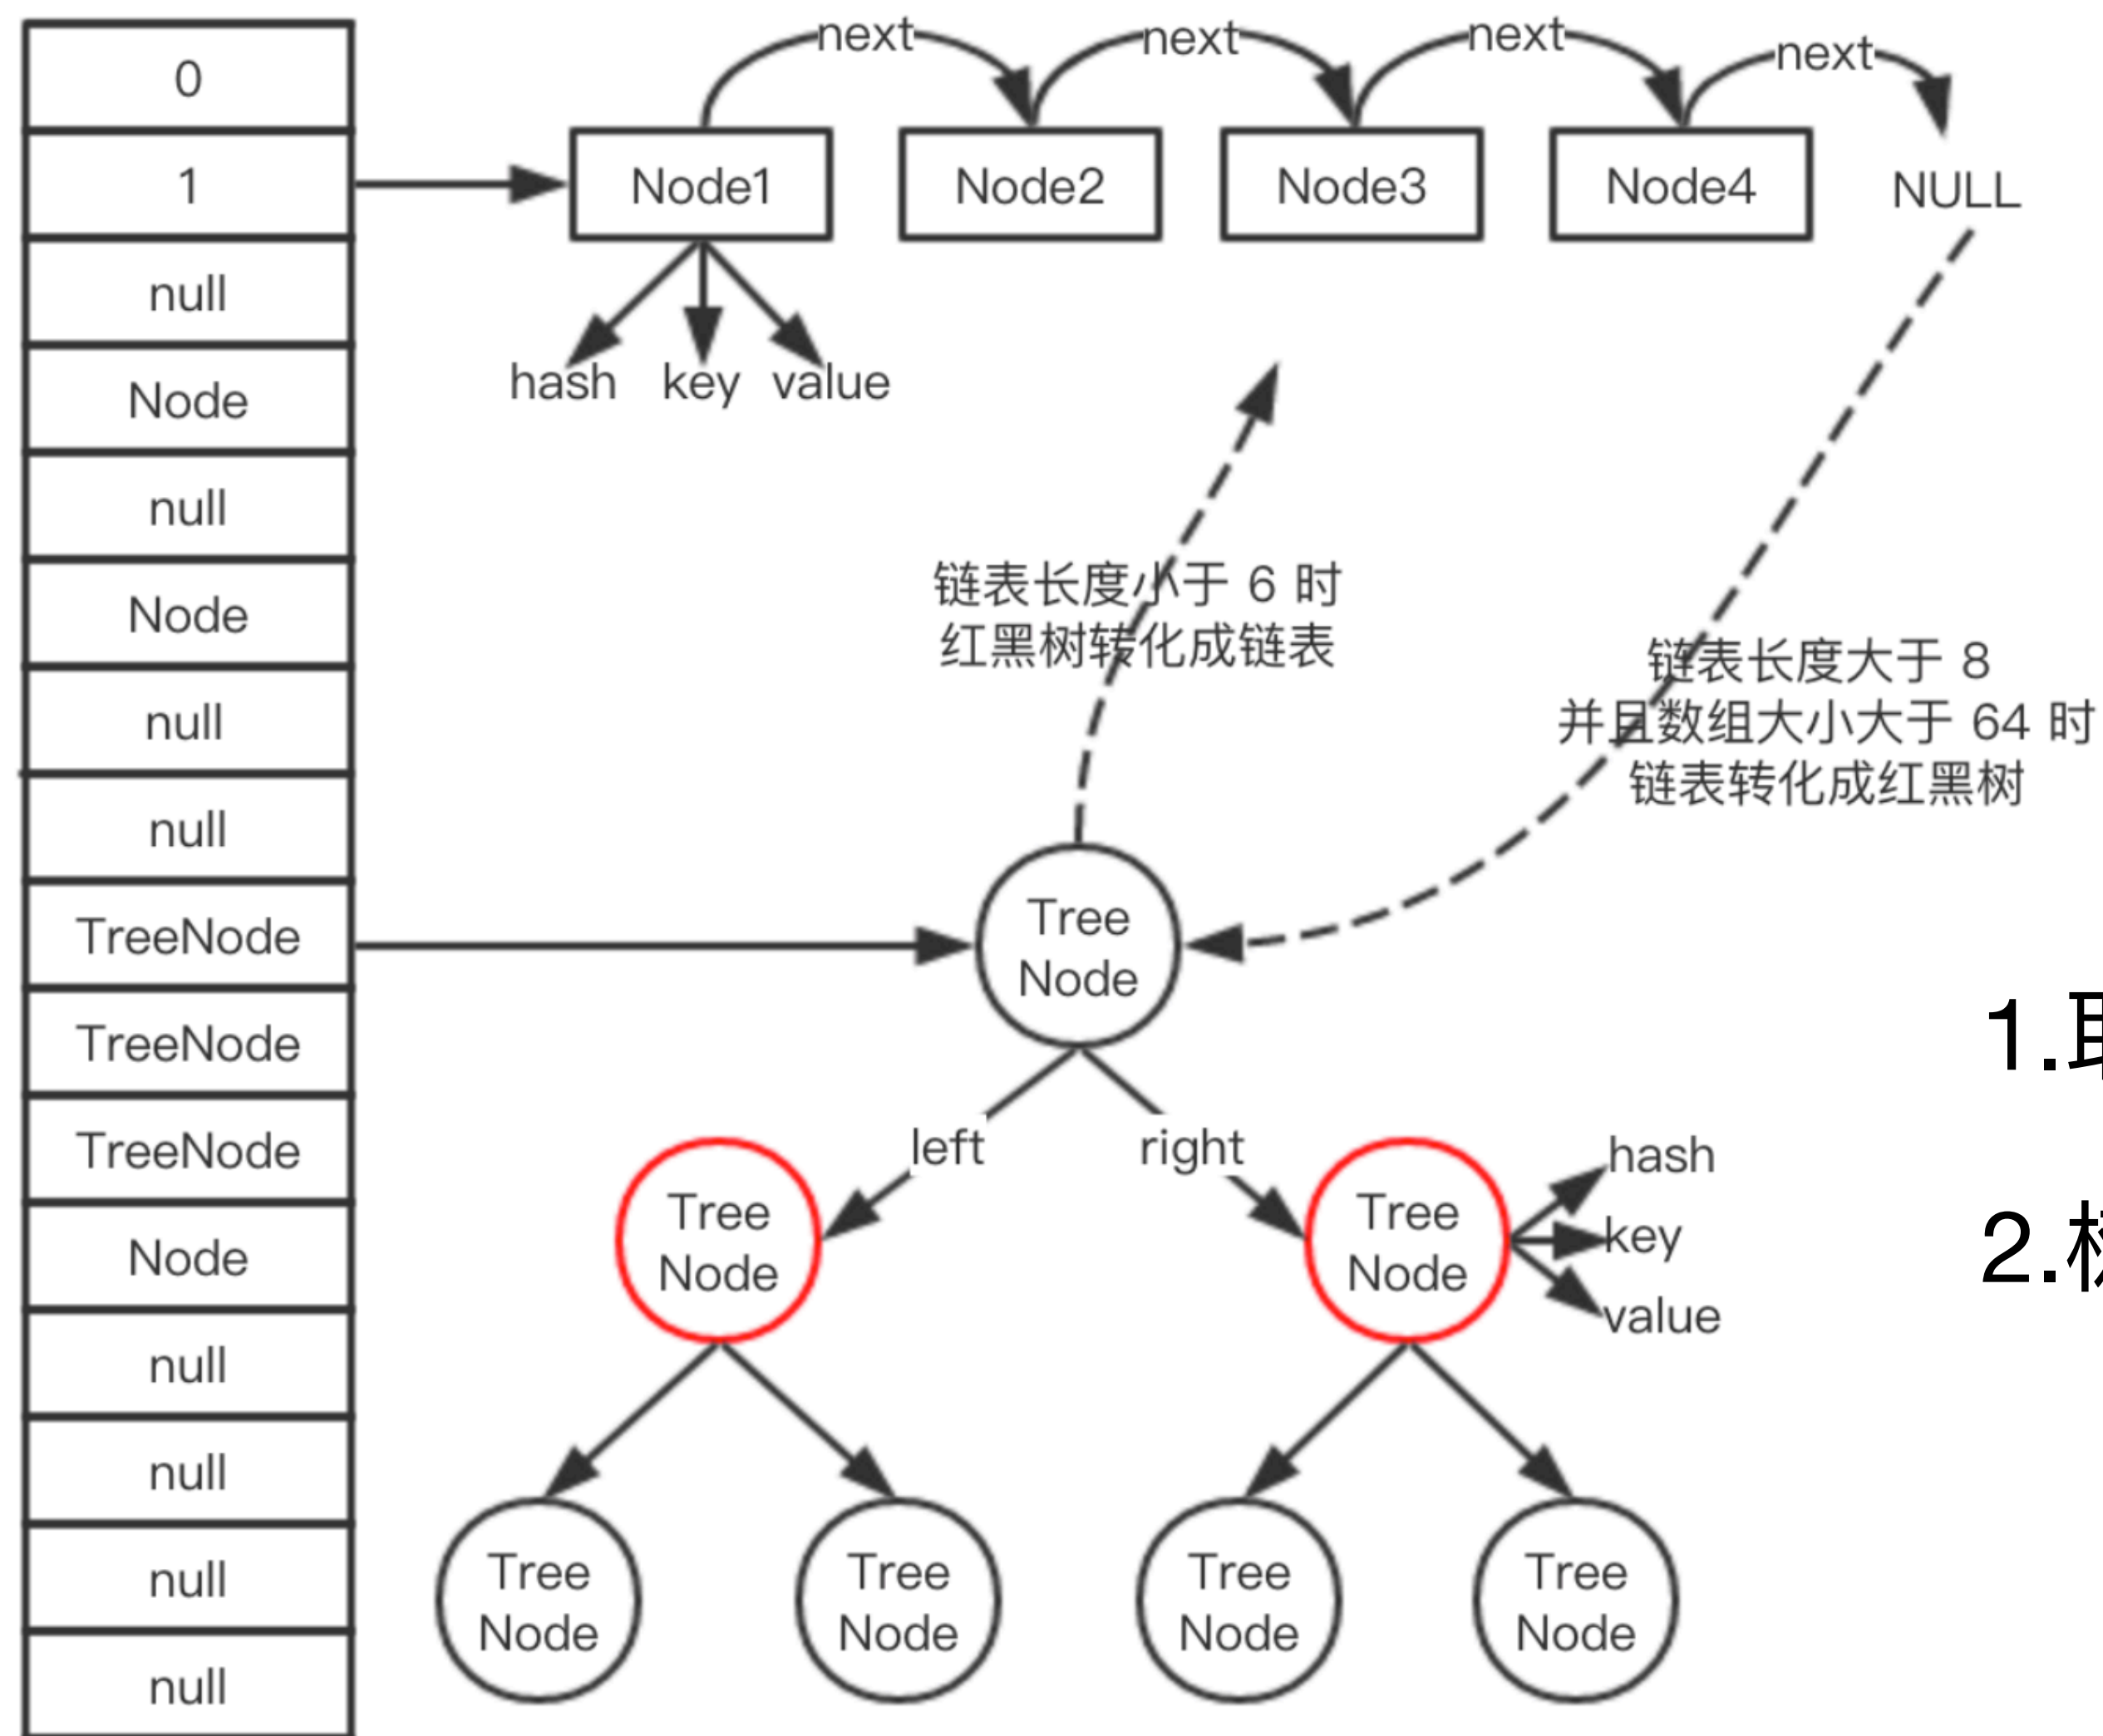 0
1
null
Node
null
Node
null
null
TreeNode
TreeNode
TreeNode
Node
null
null
null
null
next
next
next
next
Node1
Node2
Node3
Node4
NULL
hash
key
value
链表长度小于 6 时
红黑树转化成链表
链表长度大于 8
并且数组大小大于 64 时
链表转化成红黑树
Tree
Node
left
right
Tree
Node
Tree
Node
hash
key
value
Tree
Node
Tree
Node
Tree
Node
Tree
Node
1.
2.